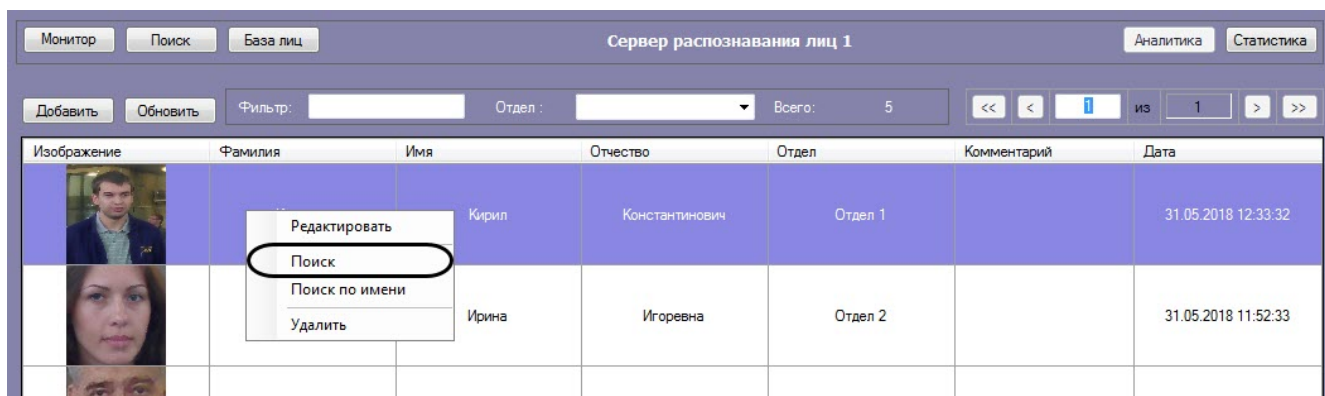 Монитор Поиск База лиц Сервер распознавания лиц 1 Аналитика Статистика
Добавить Обновить Фильтр: Отдел : Всего: 5 << < 1 из 1 > >>
Изображение Фамилия Имя Отчество Отдел Комментарий Дата
Кирил Константинович Отдел 1 31.05.2018 12:33:32
Редактировать
Поиск
Поиск по имени
Ирина Игоревна Отдел 2 31.05.2018 11:52:33
Удалить